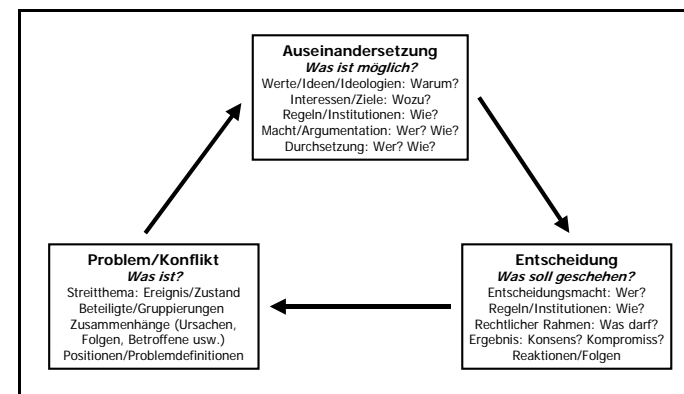 Auseinandersetzung
Was ist möglich?
Werte/Ideen/Ideologien: Warum?
Interessen/Ziele: Wozu?
Regeln/Institutionen: Wie?
Macht/Argumentation: Wer? Wie?
Durchsetzung: Wer? Wie?
Problem/Konflikt
Was ist?
Streitthema: Ereignis/Zustand
Beteiligte/Gruppierungen
Zusammenhänge (Ursachen,
Folgen, Betroffene usw.)
Positionen/Problemdefinitionen
Entscheidung
Was soll geschehen?
Entscheidungsmacht: Wer?
Regeln/Institutionen: Wie?
Rechtlicher Rahmen: Was darf?
Ergebnis: Konsens? Kompromiss?
Reaktionen/Folgen